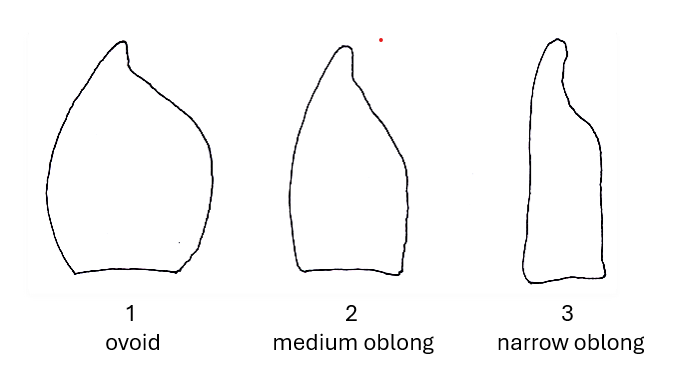 1
2
3
ovoid
medium oblong
narrow oblong